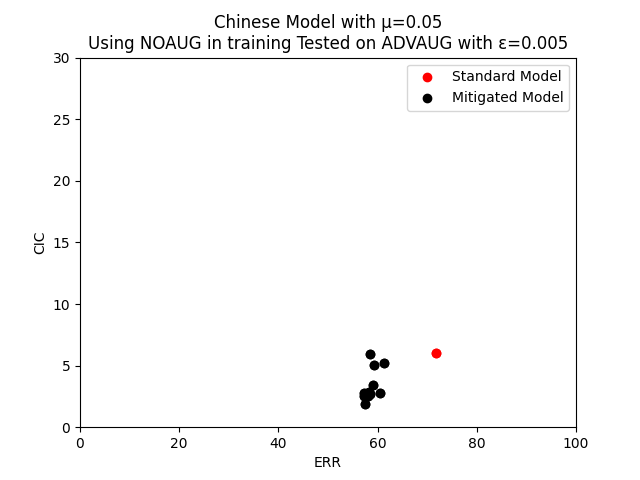 Chinese Model with μ=0.05
Using NOAUG in training Tested on ADVAUG with ε=0.005
Standard Model
Mitigated Model
30
25
20
15
10
5
0
CIC
0 20 40 60 80 100
ERR